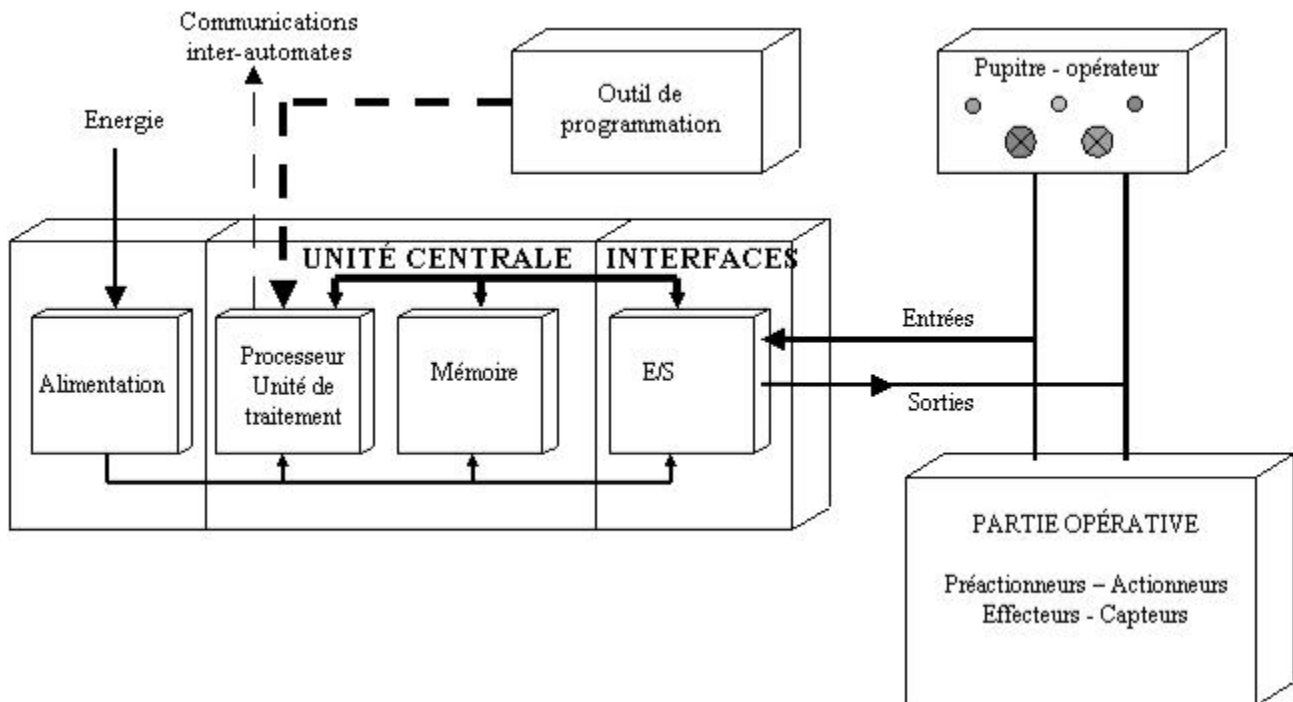 Communications
inter-automates
Outil de
programmation
Pupitre - opérateur
Energie
UNITÉ CENTRALE
INTERFACES
Alimentation
Processeur
Unité de
traitement
Mémoire
E/S
Entrées
Sorties
PARTIE OPÉRATIVE
Préactionneurs – Actionneurs
Effecteurs - Capteurs